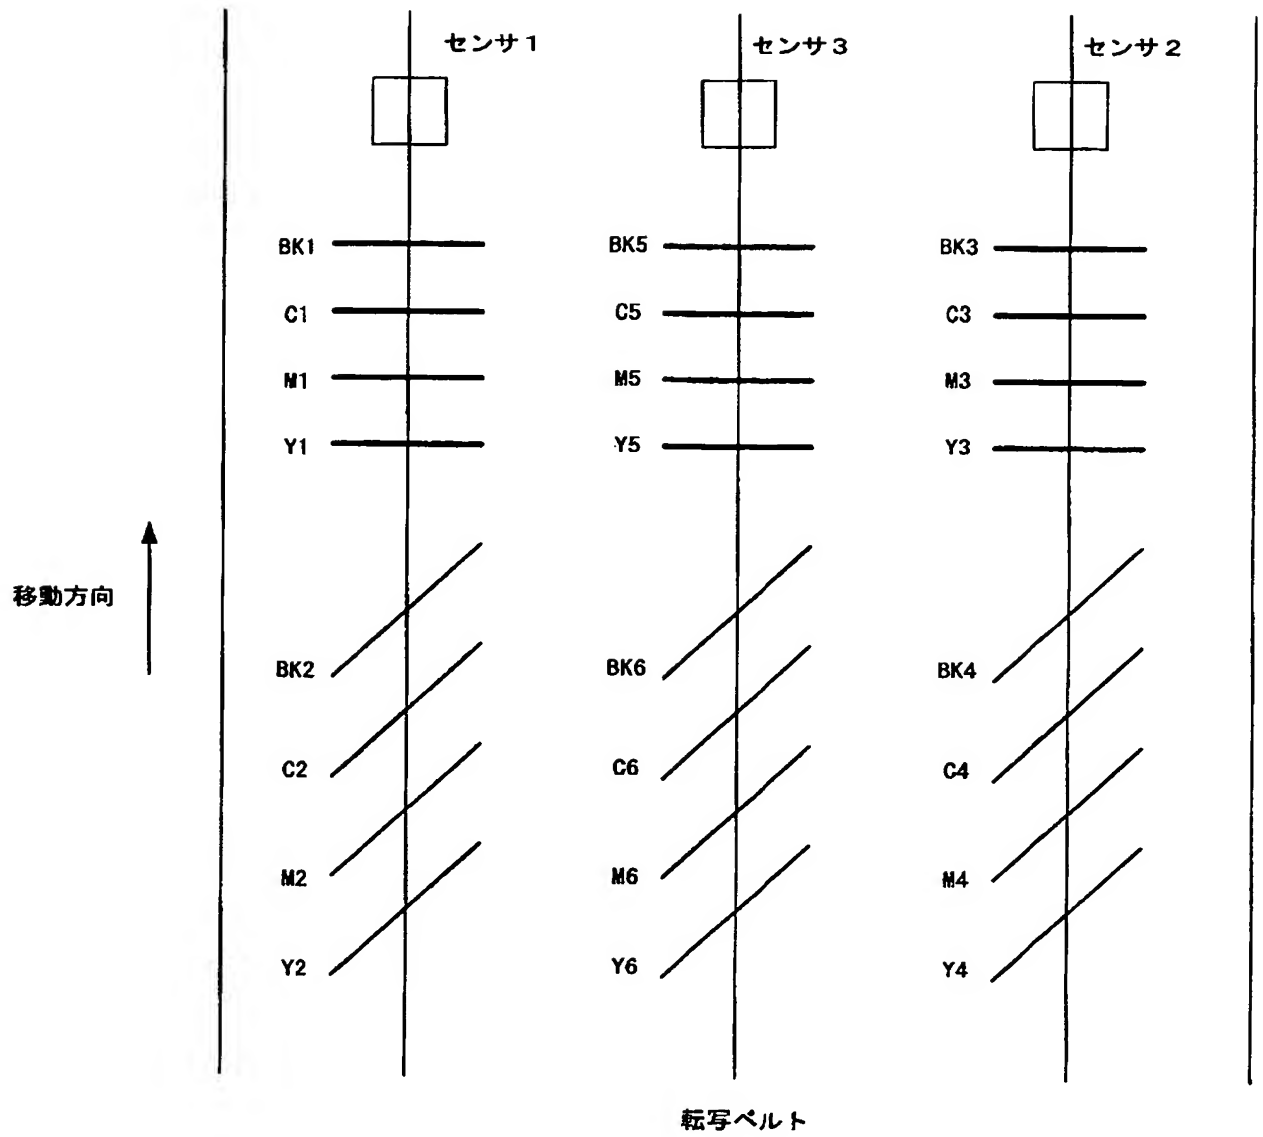 センサ1 センサ3 センサ2
BK1 BK5 BK3
C1 C5 C3
M1 M5 M3
Y1 Y5 Y3
移動方向
BK2 BK6 BK4
C2 C6 C4
M2 M6 M4
Y2 Y6 Y4
転写ベルト